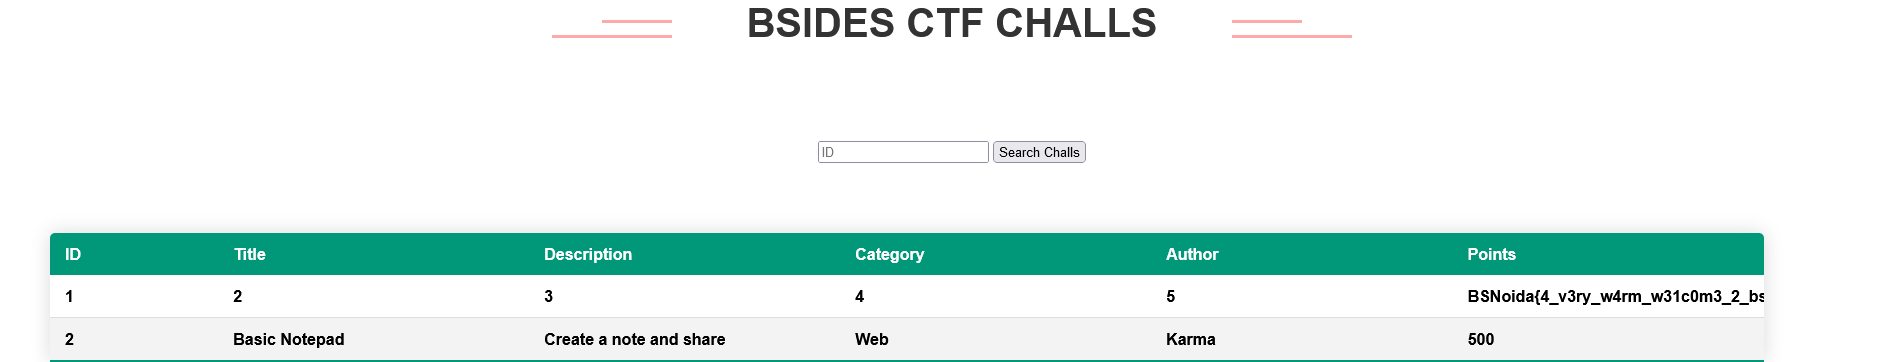 BSIDES CTF CHALLS
ID Search Challs
ID Title Description Category Author Points
1 2 3 4 5 BSNoida{4_v3ry_w4rm_w31c0m3_2_bs
2 Basic Notepad Create a note and share Web Karma 500